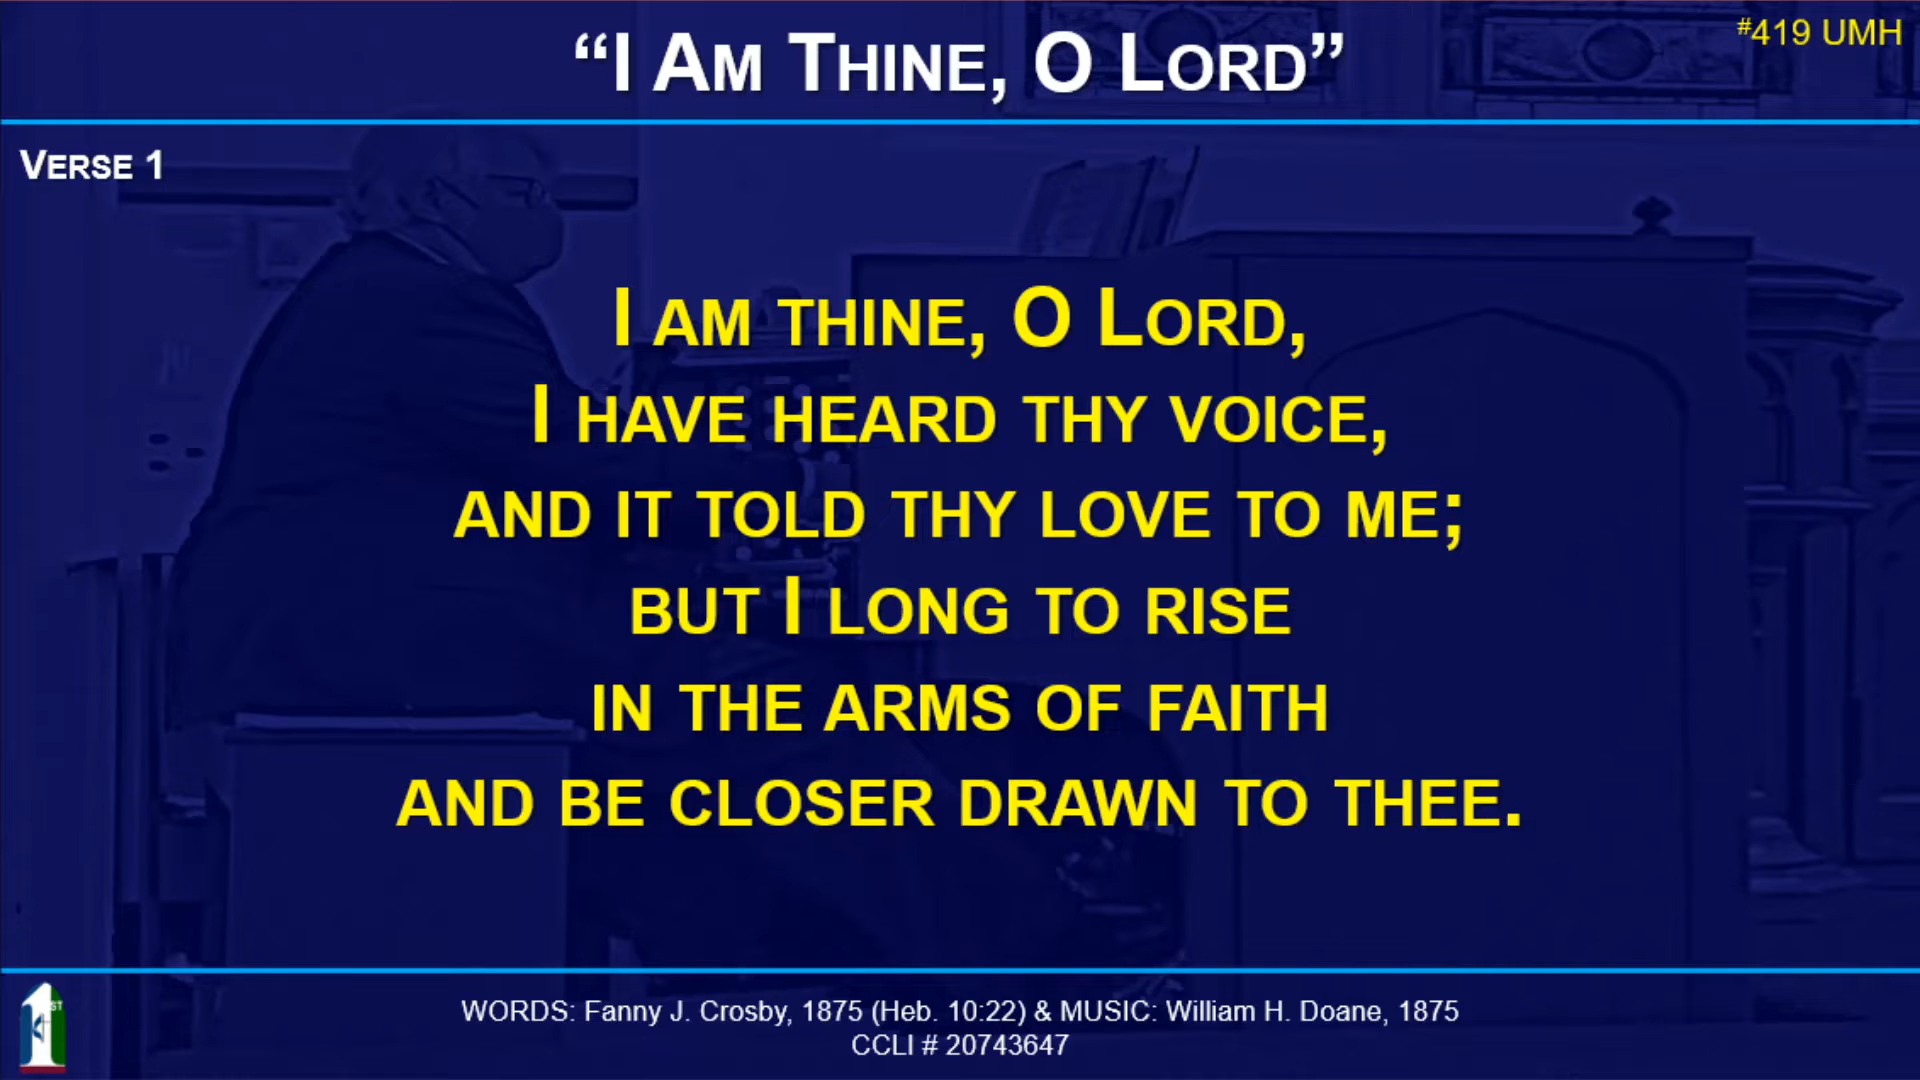 “I Am Thine, O Lord”
#419 UMH
Verse 1
I am thine, O Lord,
I have heard thy voice,
and it told thy love to me;
but I long to rise
in the arms of faith
and be closer drawn to thee.
ST
WORDS: Fanny J. Crosby, 1875 (Heb. 10:22) & MUSIC: William H. Doane, 1875
CCLI # 20743647